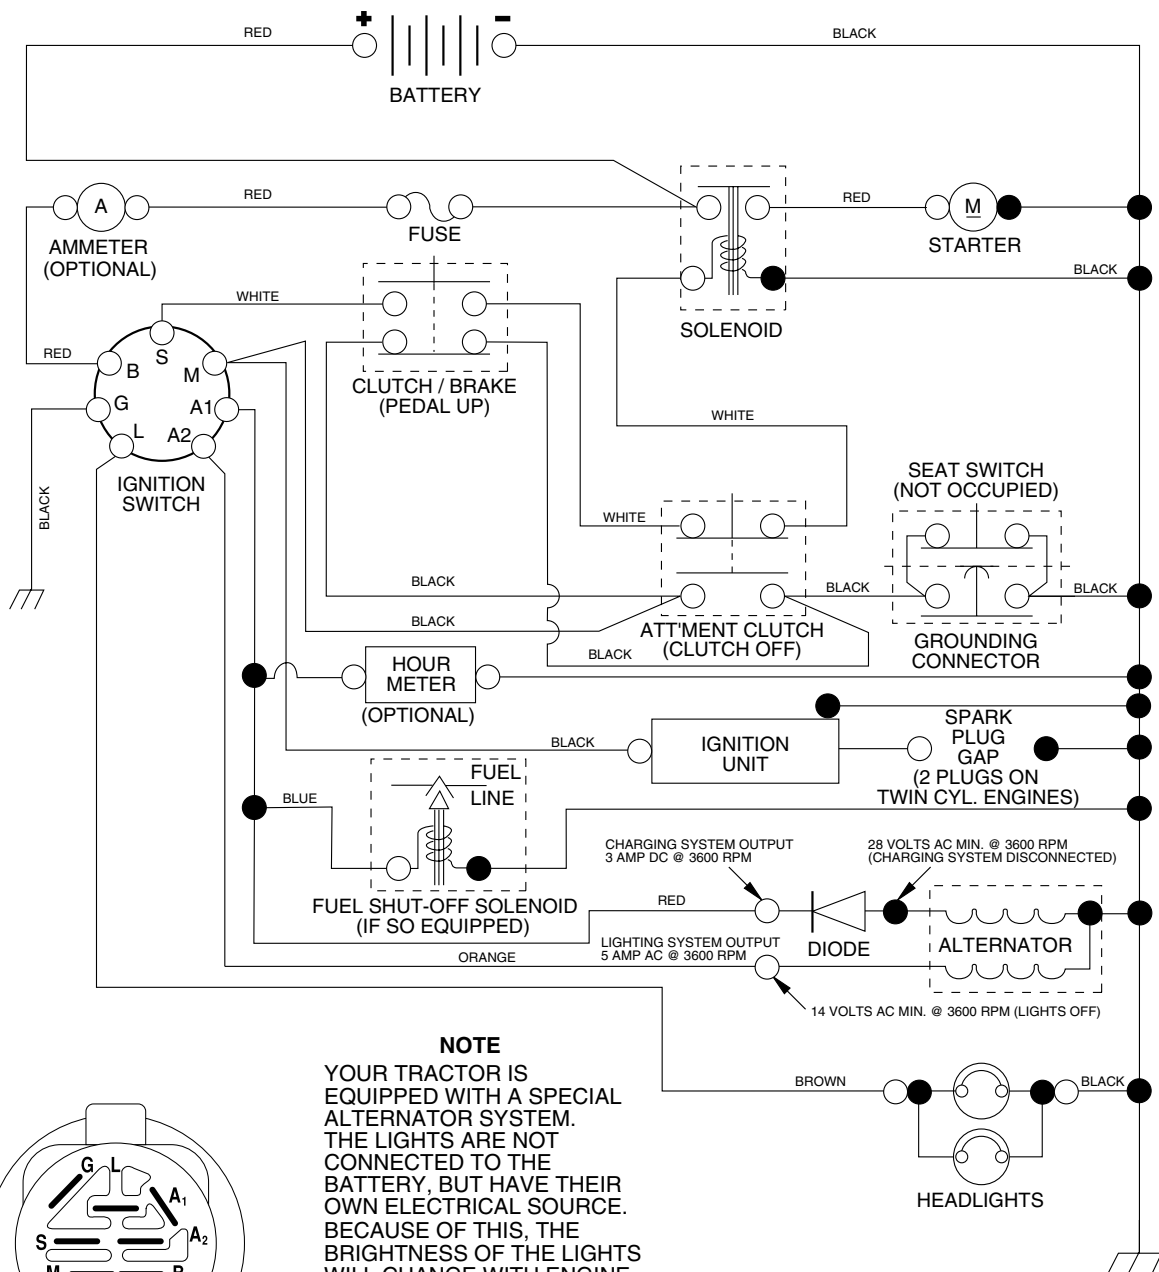 + −
RED
BLACK
BATTERY
A
RED
RED
M
AMMETER
(OPTIONAL)
FUSE
STARTER
BLACK
WHITE
SOLENOID
RED
S
B
M
G
A1
L
A2
CLUTCH / BRAKE
(PEDAL UP)
WHITE
IGNITION
SWITCH
BLACK
SEAT SWITCH
(NOT OCCUPIED)
WHITE
BLACK
BLACK
BLACK
BLACK
ATT'MENT CLUTCH
(CLUTCH OFF)
GROUNDING
CONNECTOR
BLACK
HOUR
METER
(OPTIONAL)
BLACK
IGNITION
UNIT
SPARK
PLUG
GAP
(2 PLUGS ON
TWIN CYL. ENGINES)
FUEL
LINE
BLUE
CHARGING SYSTEM OUTPUT
3 AMP DC @ 3600 RPM
28 VOLTS AC MIN. @ 3600 RPM
(CHARGING SYSTEM DISCONNECTED)
FUEL SHUT-OFF SOLENOID
(IF SO EQUIPPED)
RED
DIODE
ALTERNATOR
LIGHTING SYSTEM OUTPUT
5 AMP AC @ 3600 RPM
ORANGE
14 VOLTS AC MIN. @ 3600 RPM (LIGHTS OFF)
NOTE
YOUR TRACTOR IS
EQUIPPED WITH A SPECIAL
ALTERNATOR SYSTEM.
THE LIGHTS ARE NOT
CONNECTED TO THE
BATTERY, BUT HAVE THEIR
OWN ELECTRICAL SOURCE.
BECAUSE OF THIS, THE
BRIGHTNESS OF THE LIGHTS
WILL CHANGE WITH ENGINE
BROWN
BLACK
HEADLIGHTS
G L
A1
S
A2
M
B